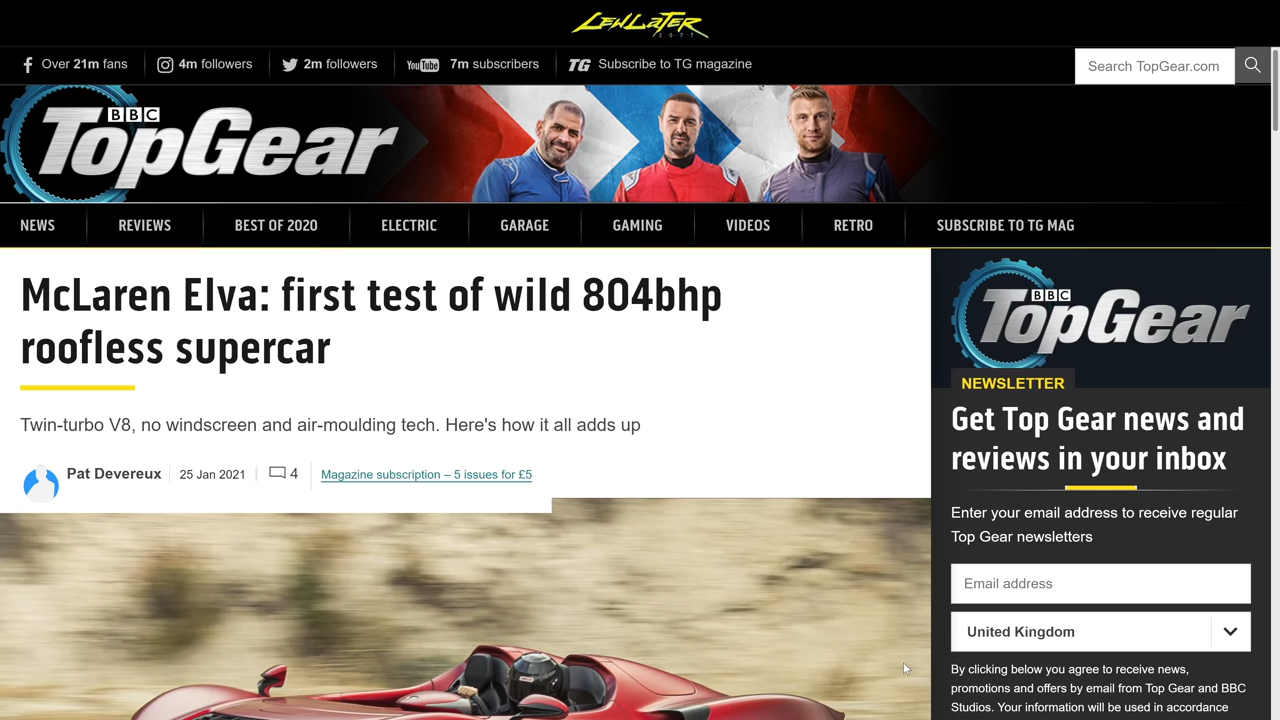 LEWLATER
2077
Over 21m fans
4m followers
2m followers
YouTube 7m subscribers
TG Subscribe to TG magazine
Search TopGear.com
BBC
TopGear
NEWS
REVIEWS
BEST OF 2020
ELECTRIC
GARAGE
GAMING
VIDEOS
RETRO
SUBSCRIBE TO TG MAG
McLaren Elva: first test of wild 804bhp
roofless supercar
Twin-turbo V8, no windscreen and air-moulding tech. Here's how it all adds up
Pat Devereux
25 Jan 2021
4
Magazine subscription – 5 issues for £5
BBC
TopGear
NEWSLETTER
Get Top Gear news and
reviews in your inbox
Enter your email address to receive regular
Top Gear newsletters
Email address
United Kingdom
By clicking below you agree to receive news,
promotions and offers by email from Top Gear and BBC
Studios. Your information will be used in accordance